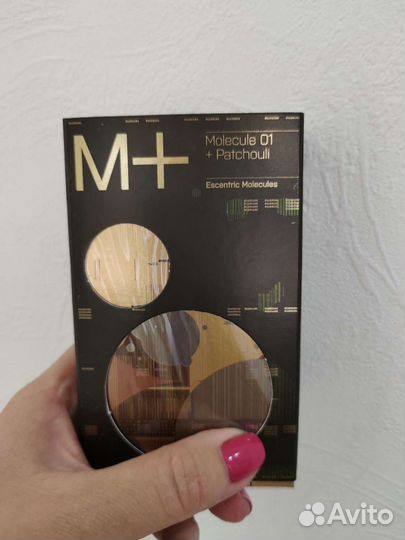 M+
Molecule 01
+ Patchouli
Escentric Molecules
Avito